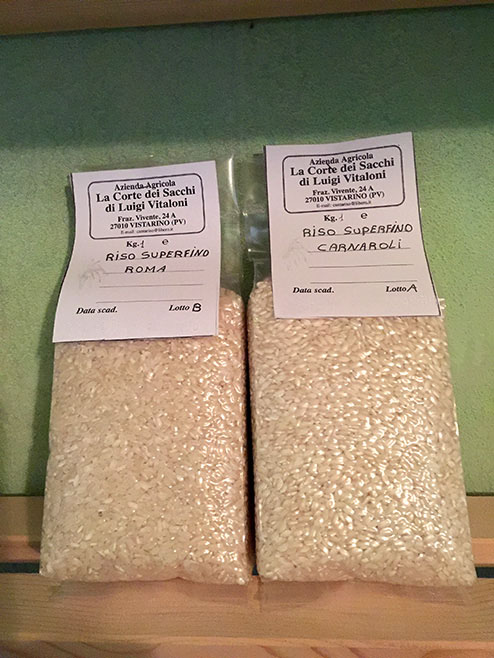 Azienda Agricola
La Corte dei Sacchi
di Luigi Vitaloni
Fraz. Vivente, 24 A
27010 VISTARINO (PV)
Kg. 1 e
RISO SUPERFINO
ROMA
Data scad. Lotto B
Azienda Agricola
La Corte dei Sacchi
di Luigi Vitaloni
Fraz. Vivente, 24 A
27010 VISTARINO (PV)
Kg. 1 e
RISO SUPERFINO
CARNAROLI
Data scad. Lotto A